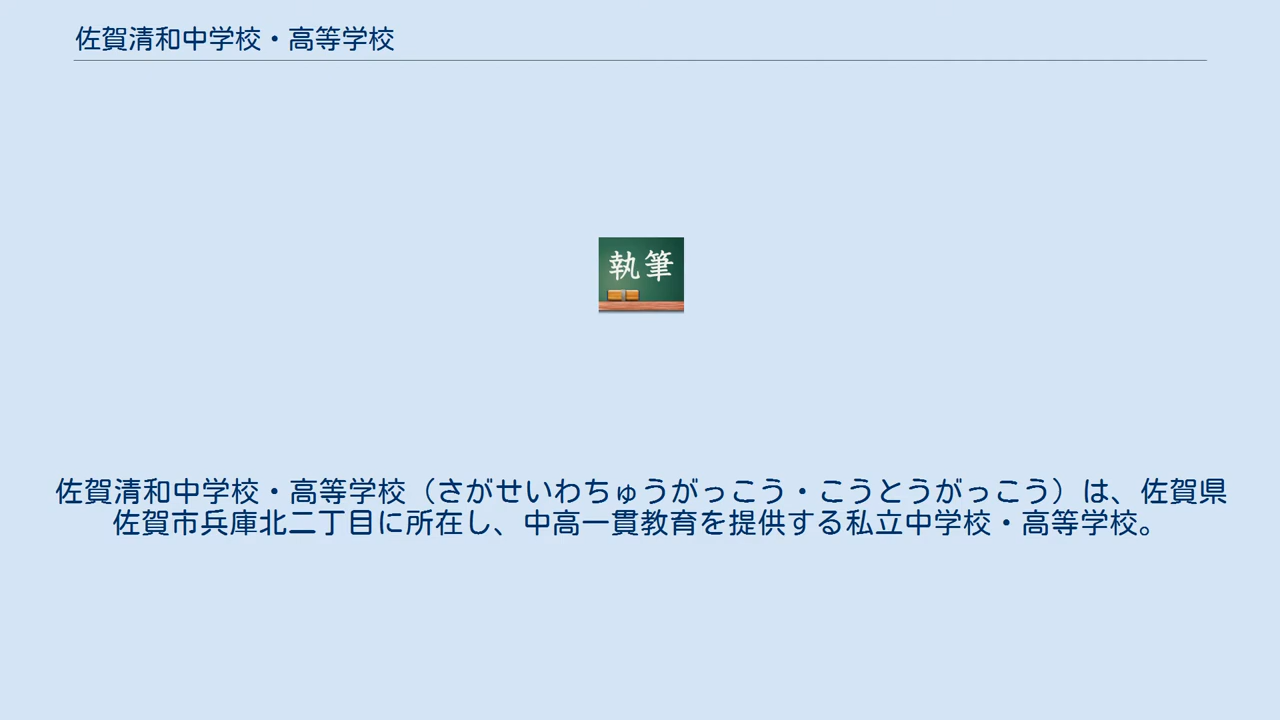 佐賀清和中学校・高等学校
執筆
佐賀清和中学校・高等学校（さがせいわちゅうがっこう・こうとうがっこう）は、佐賀県
佐賀市兵庫北二丁目に所在し、中高一貫教育を提供する私立中学校・高等学校。